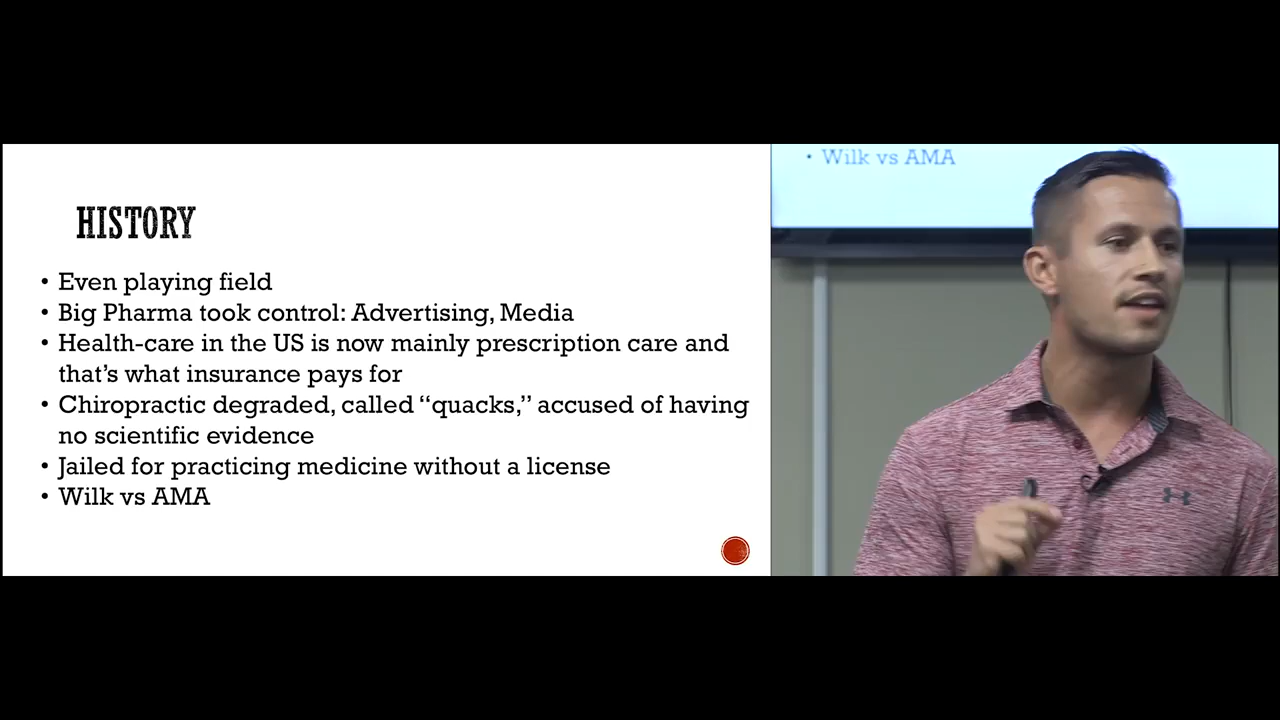 HISTORY
• Even playing field
• Big Pharma took control: Advertising, Media
• Health-care in the US is now mainly prescription care and
that’s what insurance pays for
• Chiropractic degraded, called “quacks,” accused of having
no scientific evidence
• Jailed for practicing medicine without a license
• Wilk vs AMA
• Wilk vs AMA